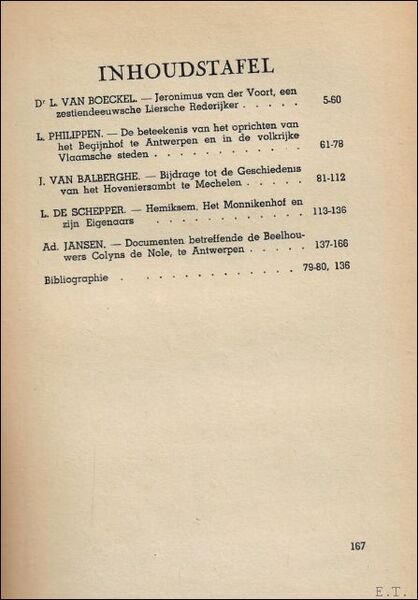 INHOUDSTAFEL
Dr L. VAN BOECKEL. — Jeronimus van der Voort, een
zestiendeeuwsche Liersche Rederijker . . . . . 5-60
L. PHILIPPEN. — De beteekenis van het oprichten van
het Begijnhof te Antwerpen en in de volkrijke
Vlaamsche steden . . . . . . . . . . 61-78
J. VAN BALBERGHE. — Bijdrage tot de Geschiedenis
van het Hoveniersambt te Mechelen . . . . . 81-112
L. DE SCHEPPER. — Hemiksem. Het Monnikenhof en
zijn Eigenaars . . . . . . . . . . . 113-136
Ad. JANSEN. — Documenten betreffende de Beelhou-
wers Colyns de Nole, te Antwerpen . . . . . 137-166
Bibliographie . . . . . . . . . . . . 79-80, 136
167
E.T.